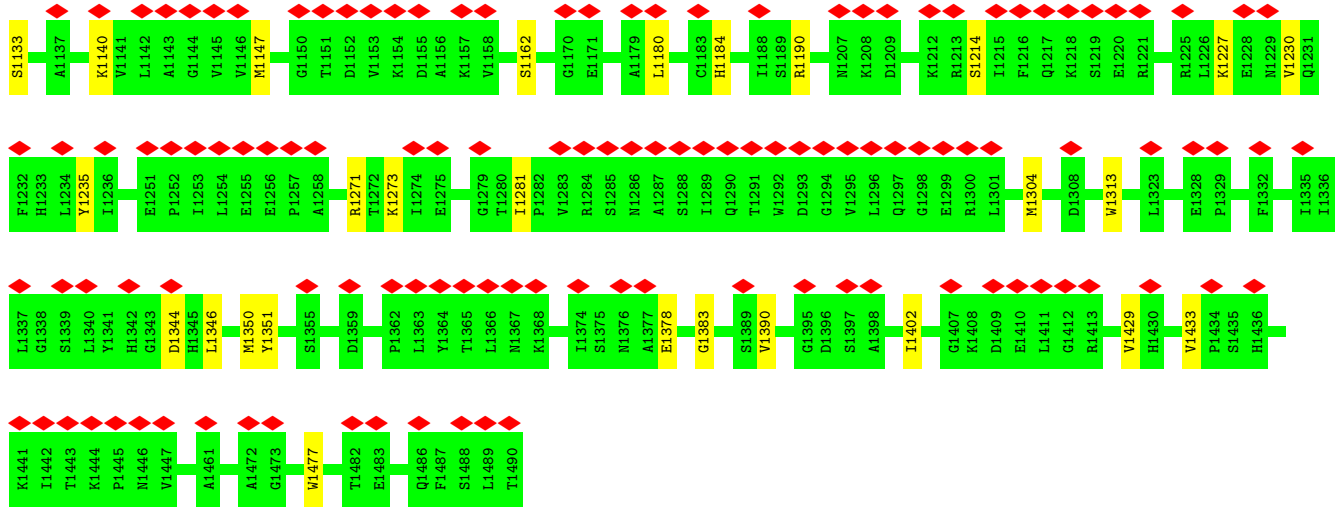 S1133 A1137 K1140 V1141 L1142 A1143 G1144 V1145 V1146 M1147 G1150 T1151 D1152 V1153 K1154 D1155 A1156 K1157 V1158 S1162 G1170 E1171 A1179 L1180 C1183 H1184 I1188 S1189 R1190 N1207 K1208 D1209 K1212 R1213 S1214 I1215 F1216 Q1217 K1218 S1219 E1220 R1221 R1225 L1226 K1227 E1228 N1229 V1230 Q1231
F1232 H1233 L1234 Y1235 I1236 E1251 P1252 I1253 L1254 E1255 E1256 P1257 A1258 R1271 T1272 K1273 I1274 E1275 G1279 T1280 I1281 P1282 V1283 R1284 S1285 N1286 A1287 S1288 I1289 Q1290 T1291 W1292 D1293 G1294 V1295 L1296 Q1297 G1298 E1299 R1300 L1301 M1304 D1308 W1313 L1323 E1328 P1329 F1332 I1335 I1336
L1337 G1338 S1339 L1340 Y1341 H1342 G1343 D1344 H1345 L1346 M1350 Y1351 S1355 D1359 P1362 L1363 Y1364 T1365 L1366 N1367 K1368 I1374 S1375 N1376 A1377 E1378 G1383 S1389 V1390 G1395 D1396 S1397 A1398 I1402 G1407 K1408 D1409 E1410 L1411 G1412 R1413 V1429 H1430 V1433 P1434 S1435 H1436
K1441 I1442 T1443 K1444 P1445 N1446 V1447 A1461 A1472 G1473 W1477 T1482 E1483 Q1486 F1487 S1488 L1489 T1490